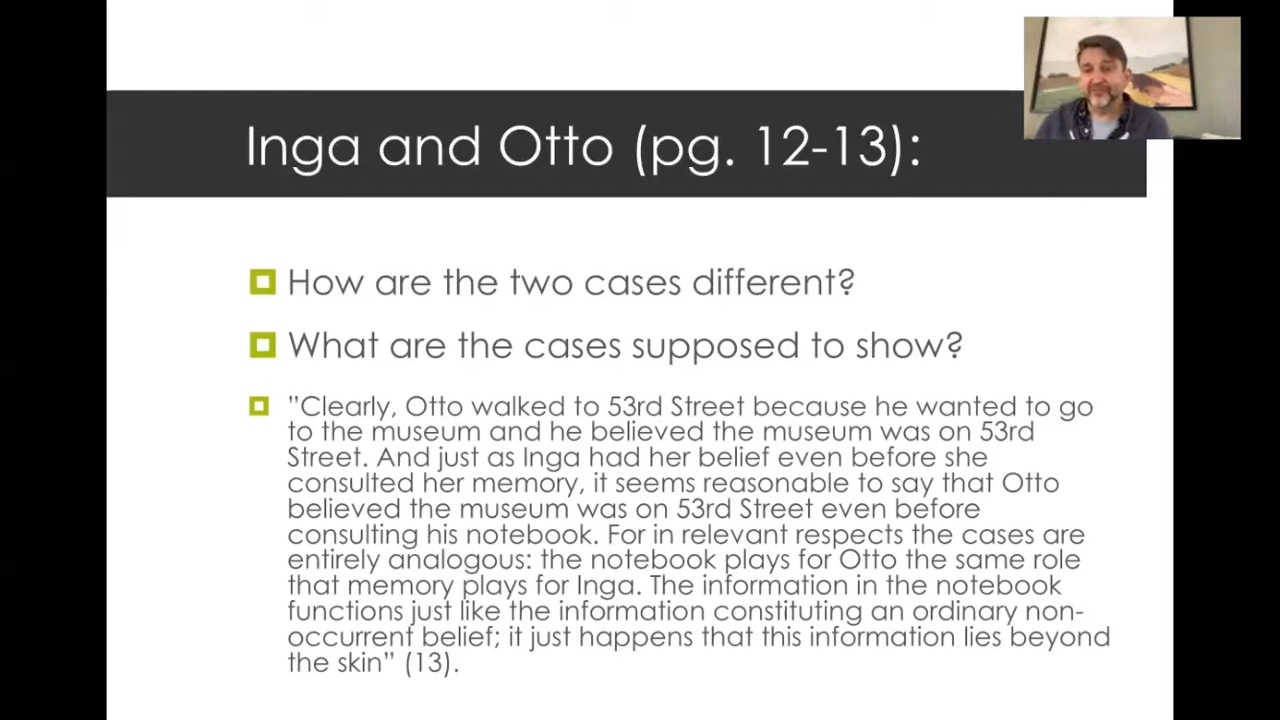 Inga and Otto (pg. 12-13):
How are the two cases different?
What are the cases supposed to show?
”Clearly, Otto walked to 53rd Street because he wanted to go
to the museum and he believed the museum was on 53rd
Street. And just as Inga had her belief even before she
consulted her memory, it seems reasonable to say that Otto
believed the museum was on 53rd Street even before
consulting his notebook. For in relevant respects the cases are
entirely analogous: the notebook plays for Otto the same role
that memory plays for Inga. The information in the notebook
functions just like the information constituting an ordinary non-
occurrent belief; it just happens that this information lies beyond
the skin” (13).